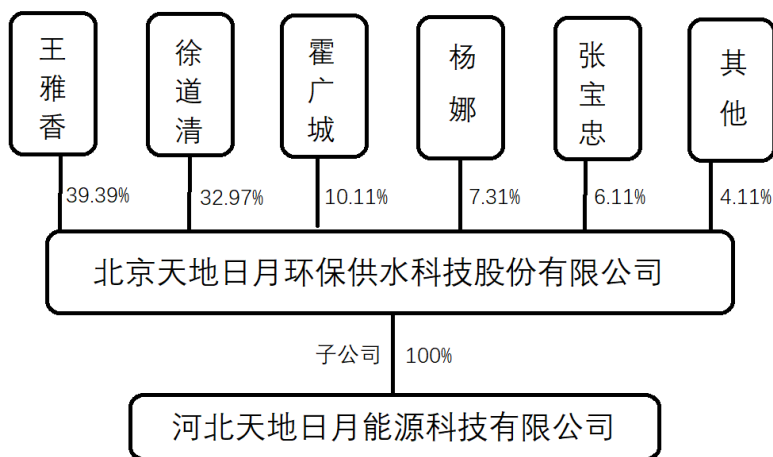 王雅香
徐道清
霍广城
杨娜
张宝忠
其他
39.39%
32.97%
10.11%
7.31%
6.11%
4.11%
北京天地日月环保供水科技股份有限公司
子公司 100%
河北天地日月能源科技有限公司